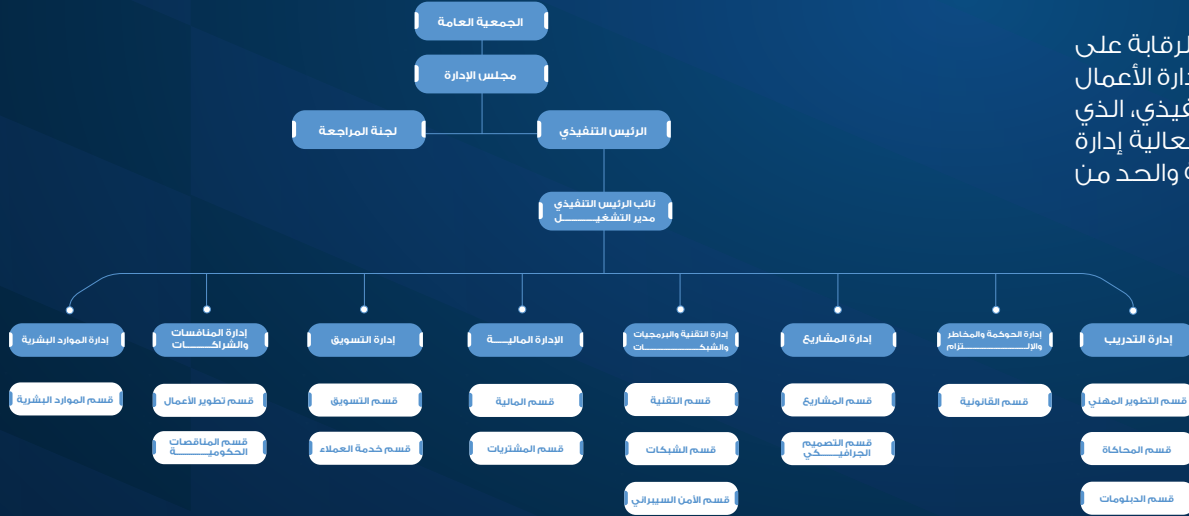 لرقابة على
دارة الأعمال
فيذي، الذي
عالية إدارة
والحد من
الجمعية العامة
مجلس الإدارة
الرئيس التنفيذي
لجنة المراجعة
نائب الرئيس التنفيذي
مدير التشغيل
إدارة التدريب
إدارة الحوكمة والمخاطر
والإلتزام
إدارة المشاريع
إدارة التقنية والبرمجيات
والشبكات
الإدارة المالية
إدارة التسويق
إدارة المنافسات
والشراكات
إدارة الموارد البشرية
قسم التطوير المهني
قسم القانونية
قسم المشاريع
قسم التقنية
قسم المالية
قسم التسويق
قسم تطوير الأعمال
قسم الموارد البشرية
قسم المحاكاة
قسم التصميم
الجرافيكي
قسم الشبكات
قسم المشتريات
قسم خدمة العملاء
قسم المناقصات
الحكومية
قسم الدبلومات
قسم الأمن السيبراني